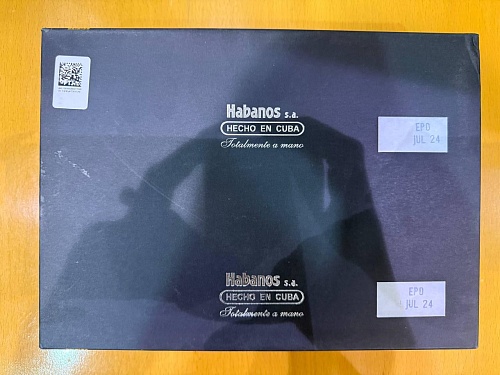 Habanos s.a.
HECHO EN CUBA
Totalmente a mano
EPO
JUL 24
Habanos s.a.
HECHO EN CUBA
Totalmente a mano
EPO
JUL 24